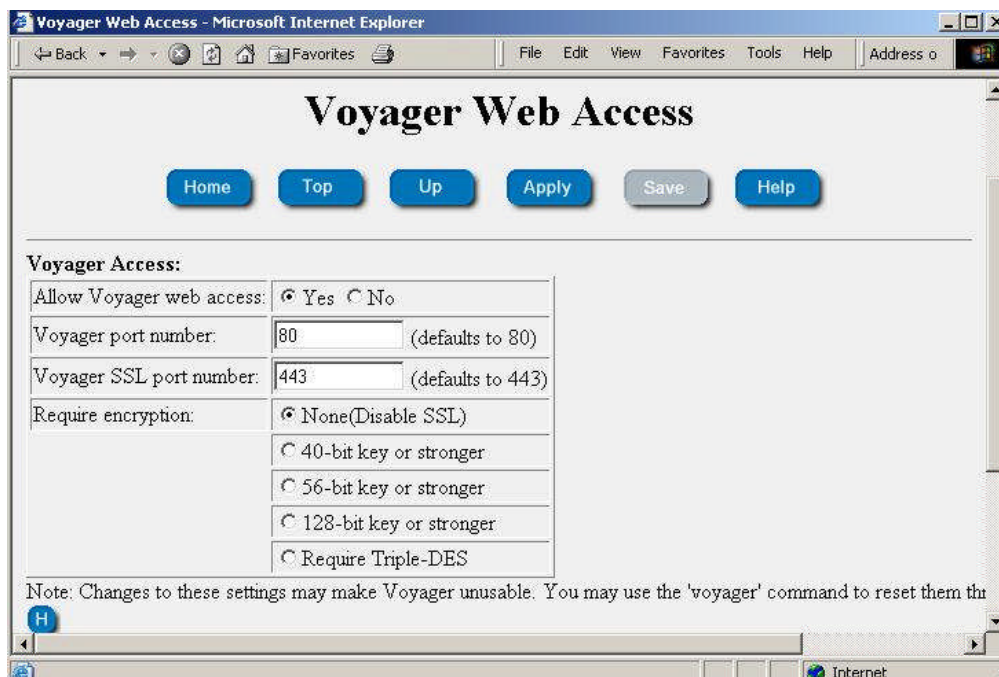 Voyager Web Access - Microsoft Internet Explorer
Back Favorites File Edit View Favorites Tools Help Address
Voyager Web Access
Home Top Up Apply Save Help
Voyager Access:
Allow Voyager web access: Yes No
Voyager port number: 80 (defaults to 80)
Voyager SSL port number: 443 (defaults to 443)
Require encryption: None(Disable SSL)
40-bit key or stronger
56-bit key or stronger
128-bit key or stronger
Require Triple-DES
Note: Changes to these settings may make Voyager unusable. You may use the 'voyager' command to reset them
H
Internet